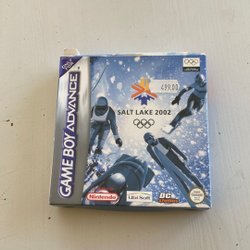 GAME BOY ADVANCE
499,00
SALT LAKE 2002
Nintendo
Ubi Soft